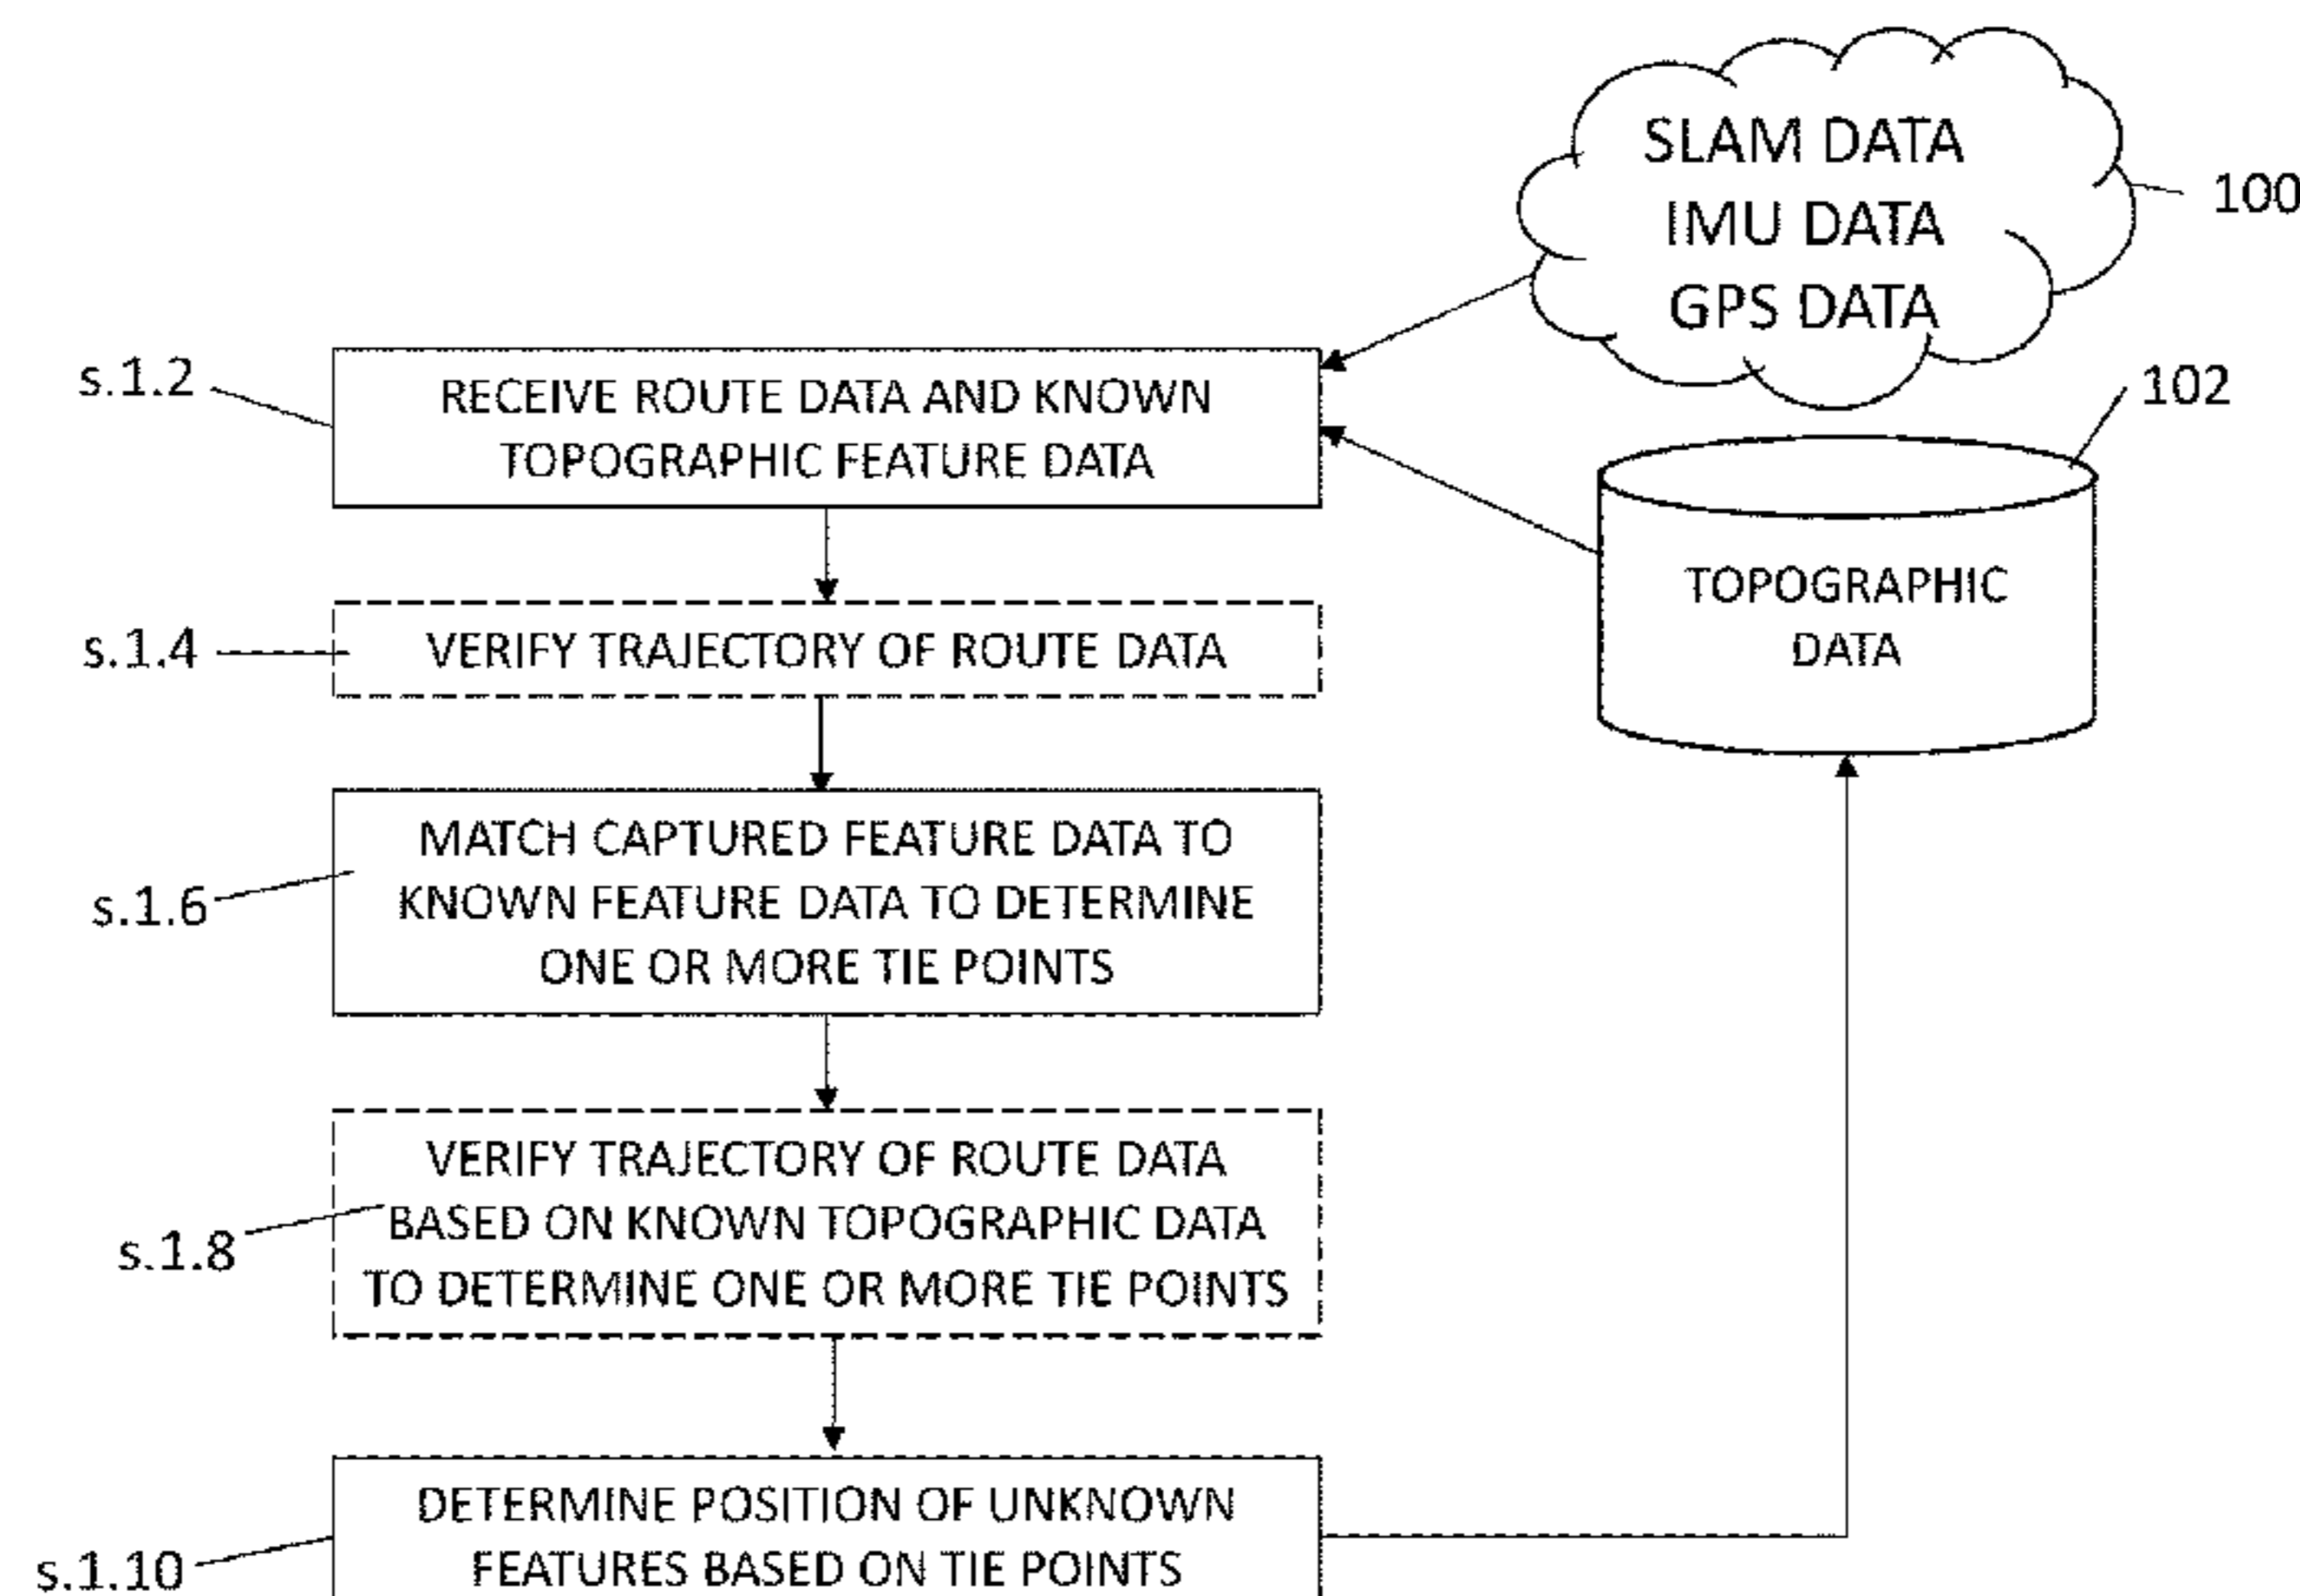 SLAM DATA
IMU DATA
GPS DATA
100
s.1.2
RECEIVE ROUTE DATA AND KNOWN
TOPOGRAPHIC FEATURE DATA
102
TOPOGRAPHIC
DATA
s.1.4
VERIFY TRAJECTORY OF ROUTE DATA
s.1.6
MATCH CAPTURED FEATURE DATA TO
KNOWN FEATURE DATA TO DETERMINE
ONE OR MORE TIE POINTS
s.1.8
VERIFY TRAJECTORY OF ROUTE DATA
BASED ON KNOWN TOPOGRAPHIC DATA
TO DETERMINE ONE OR MORE TIE POINTS
s.1.10
DETERMINE POSITION OF UNKNOWN
FEATURES BASED ON TIE POINTS